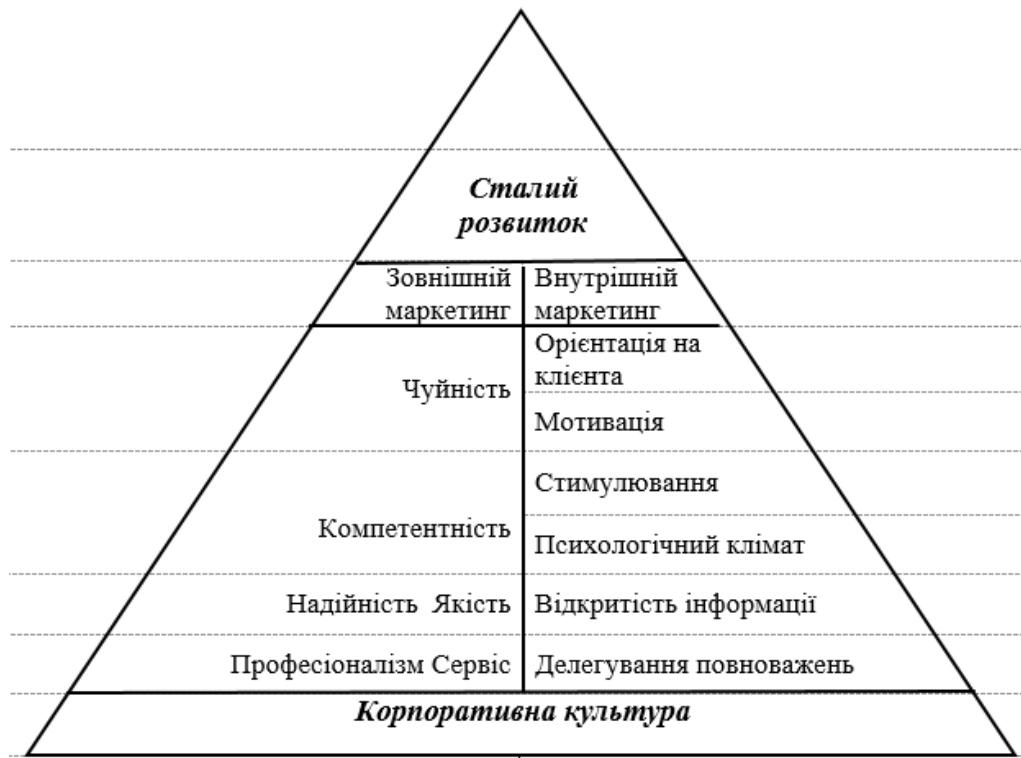 Сталий
розвиток
Зовнішній
маркетинг
Внутрішній
маркетинг
Чуйність
Орієнтація на
клієнта
Мотивація
Стимулювання
Компетентність
Психологічний клімат
Надійність Якість
Відкритість інформації
Професіоналізм Сервіс
Делегування повноважень
Корпоративна культура